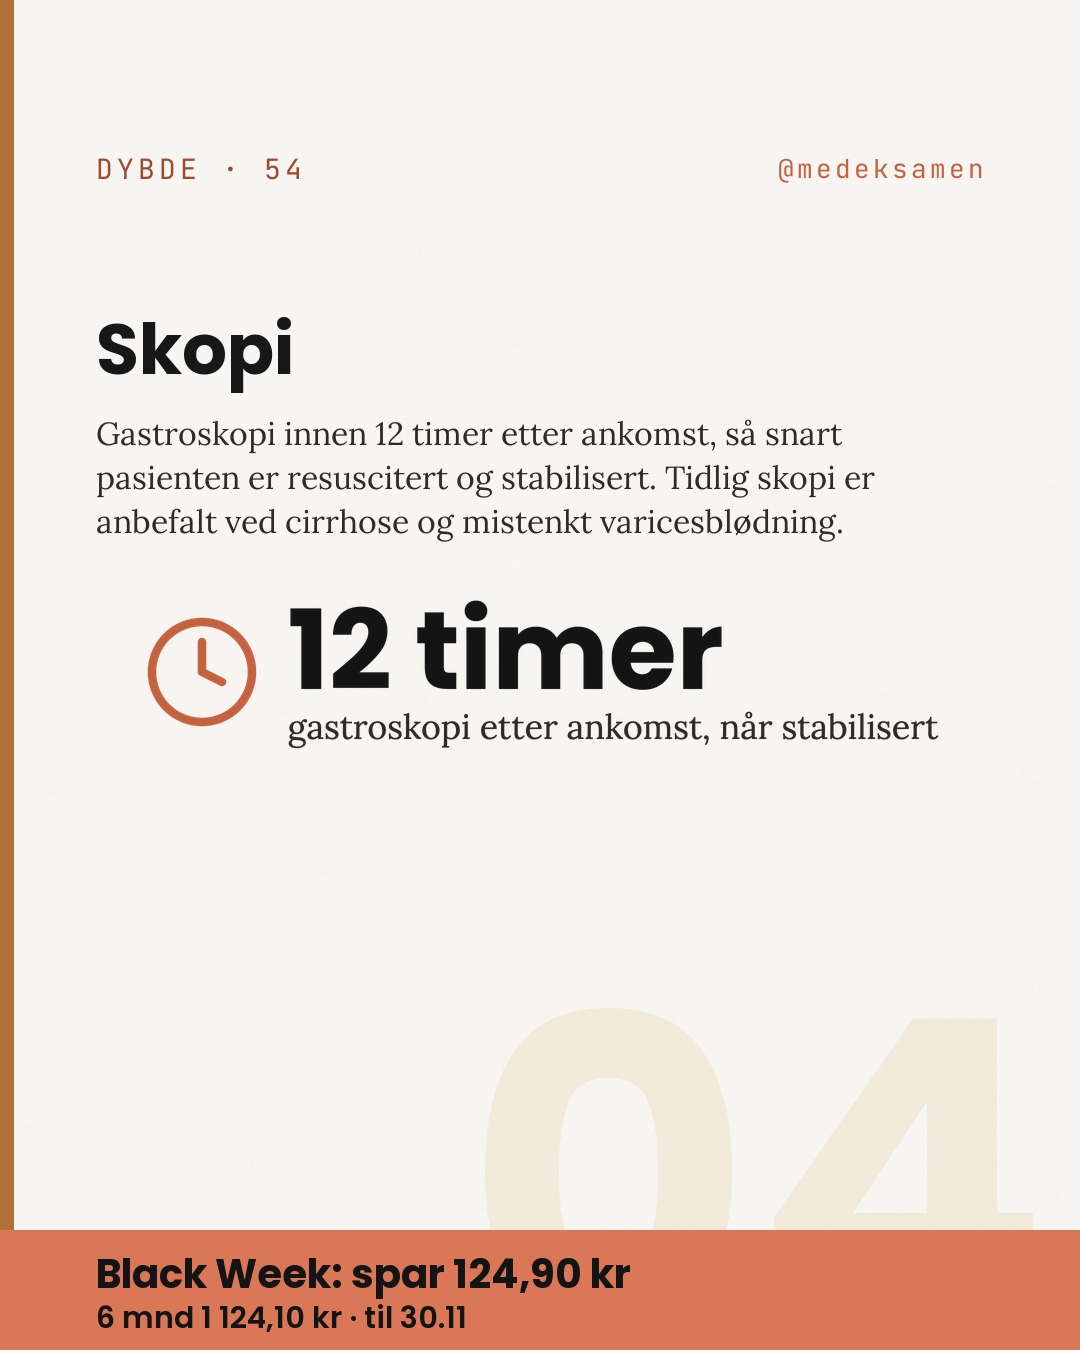 DYBDE · 54
@medeksamen
Skopi
Gastroskopi innen 12 timer etter ankomst, så snart
pasienten er resuscitert og stabilisert. Tidlig skopi er
anbefalt ved cirrhose og mistenkt varicesblødning.
12 timer
gastroskopi etter ankomst, når stabilisert
04
Black Week: spar 124,90 kr
6 mnd 1 124,10 kr · til 30.11